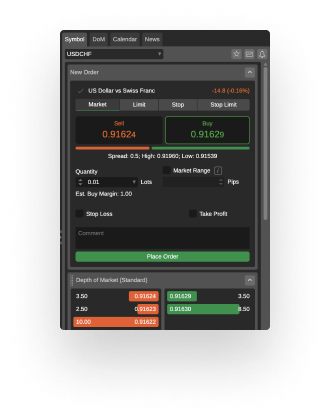 Symbol DoM Calendar News
USDCHF
New Order
US Dollar vs Swiss Franc -14.8 (-0.16%)
Market Limit Stop Stop Limit
Sell Buy
0.91624 0.91629
Spread: 0.5; High: 0.91960; Low: 0.91539
Quantity Market Range i
0.01 Lots Pips
Est. Buy Margin: 1.00
Stop Loss Take Profit
Comment
Place Order
Depth of Market (Standard)
3.50 0.91624 0.91629 3.50
2.50 0.91623 0.91630 8.50
10.00 0.91622